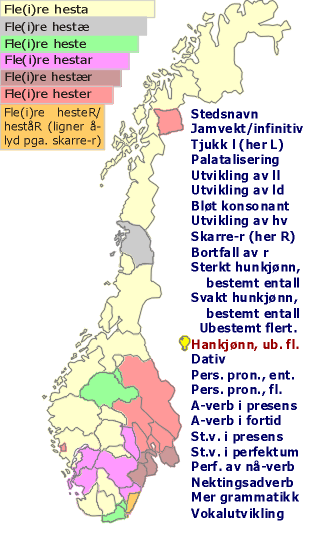 Fle(i)re hesta
Fle(i)re hestæ
Fle(i)re heste
Fle(i)re hestar
Fle(i)re hestær
Fle(i)re hester
Fle(i)re hesteR/
heståR (ligner å-
lyd pga. skarre-r)
Stedsnavn
Jamvekt/infinitiv
Tjukk l (her L)
Palatalisering
Utvikling av ll
Utvikling av ld
Bløt konsonant
Utvikling av hv
Skarre-r (her R)
Bortfall av r
Sterkt hunkjønn,
bestemt entall
Svakt hunkjønn,
bestemt entall
Ubestemt flert.
Hankjønn, ub. fl.
Dativ
Pers. pron., ent.
Pers. pron., fl.
A-verb i presens
A-verb i fortid
St.v. i presens
St.v. i perfektum
Perf. av nå-verb
Nektingsadverb
Mer grammatikk
Vokalutvikling